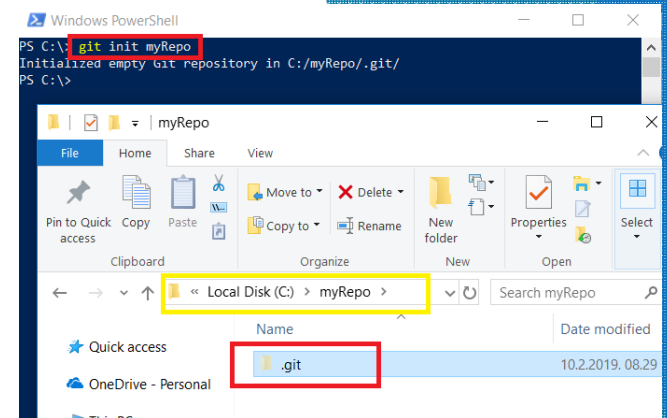 Windows PowerShell
PS C:\> git init myRepo
Initialized empty Git repository in C:/myRepo/.git/
PS C:\>
myRepo
File Home Share View
Pin to Quick access
Copy
Paste
Move to
Copy to
Delete
Rename
New folder
Properties
Select
Clipboard Organize New Open
« Local Disk (C:) > myRepo >
Search myRepo
Name Date modified
Quick access
.git 10.2.2019. 08.29
OneDrive - Personal